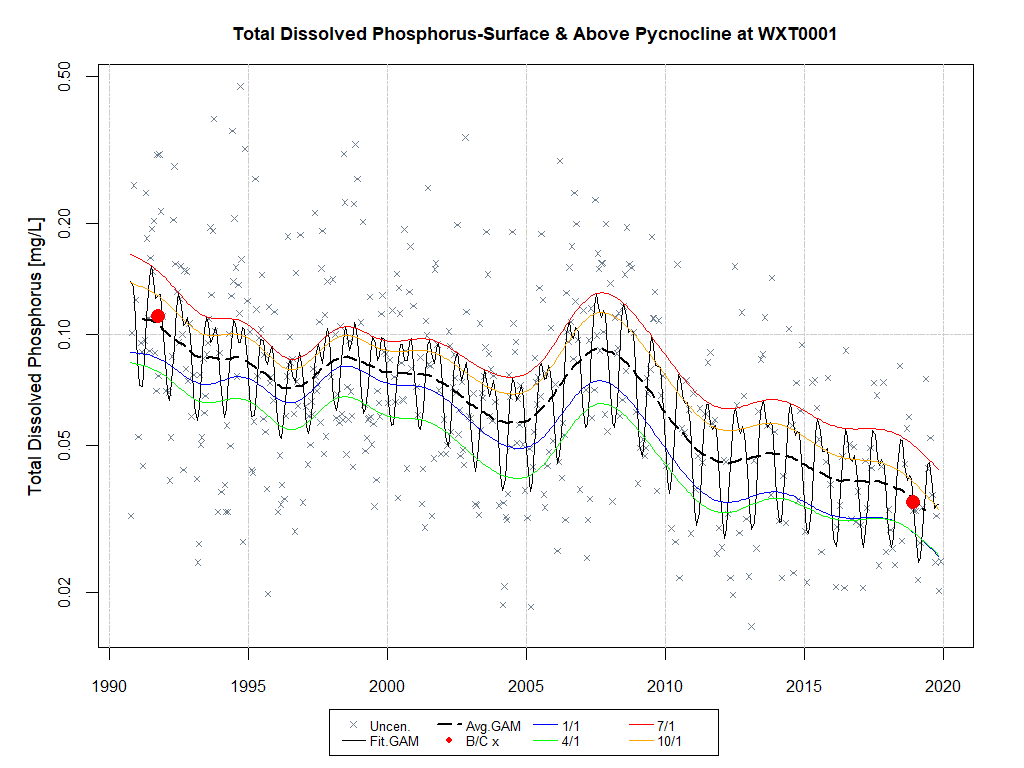 Total Dissolved Phosphorus-Surface & Above Pycnocline at WXT0001
Total Dissolved Phosphorus [mg/L]
0.50
0.20
0.10
0.05
0.02
1990 1995 2000 2005 2010 2015 2020
Uncen. Avg.GAM 1/1 7/1
Fit.GAM B/C x 4/1 10/1